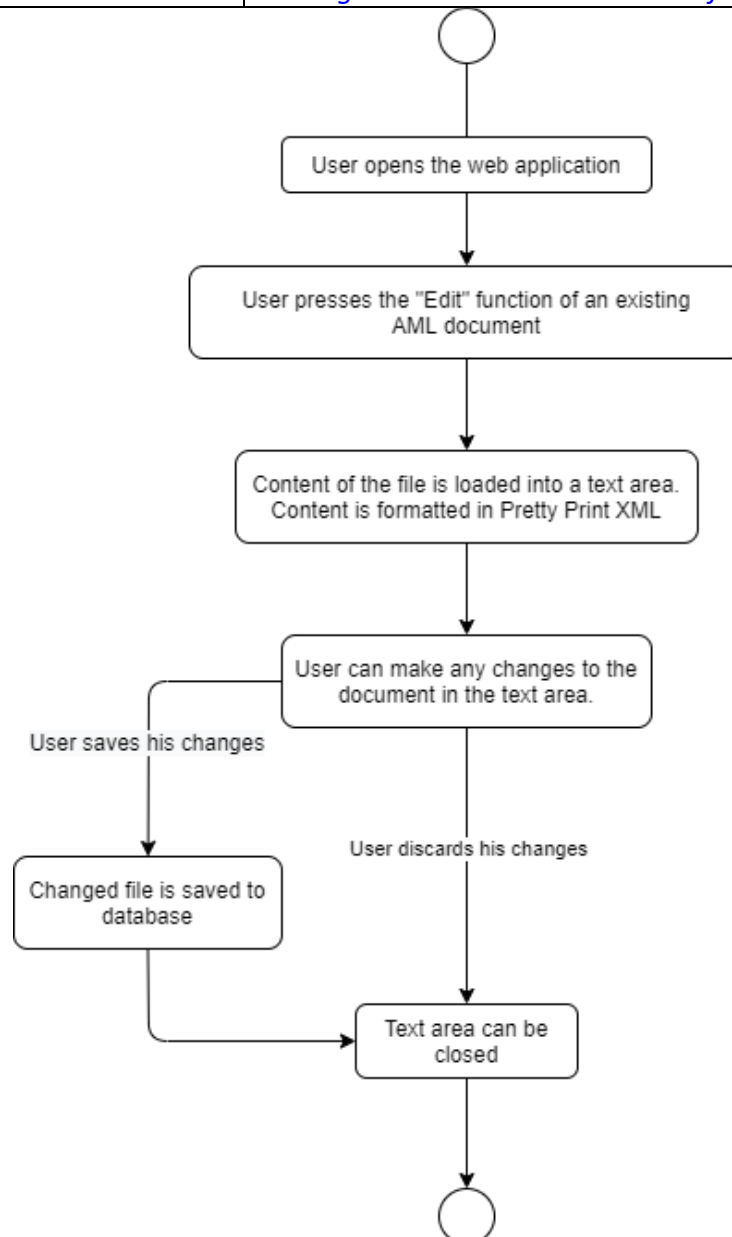 User opens the web application
User presses the "Edit" function of an existing
AML document
Content of the file is loaded into a text area.
Content is formatted in Pretty Print XML
User can make any changes to the
document in the text area.
User saves his changes
User discards his changes
Changed file is saved to
database
Text area can be
closed